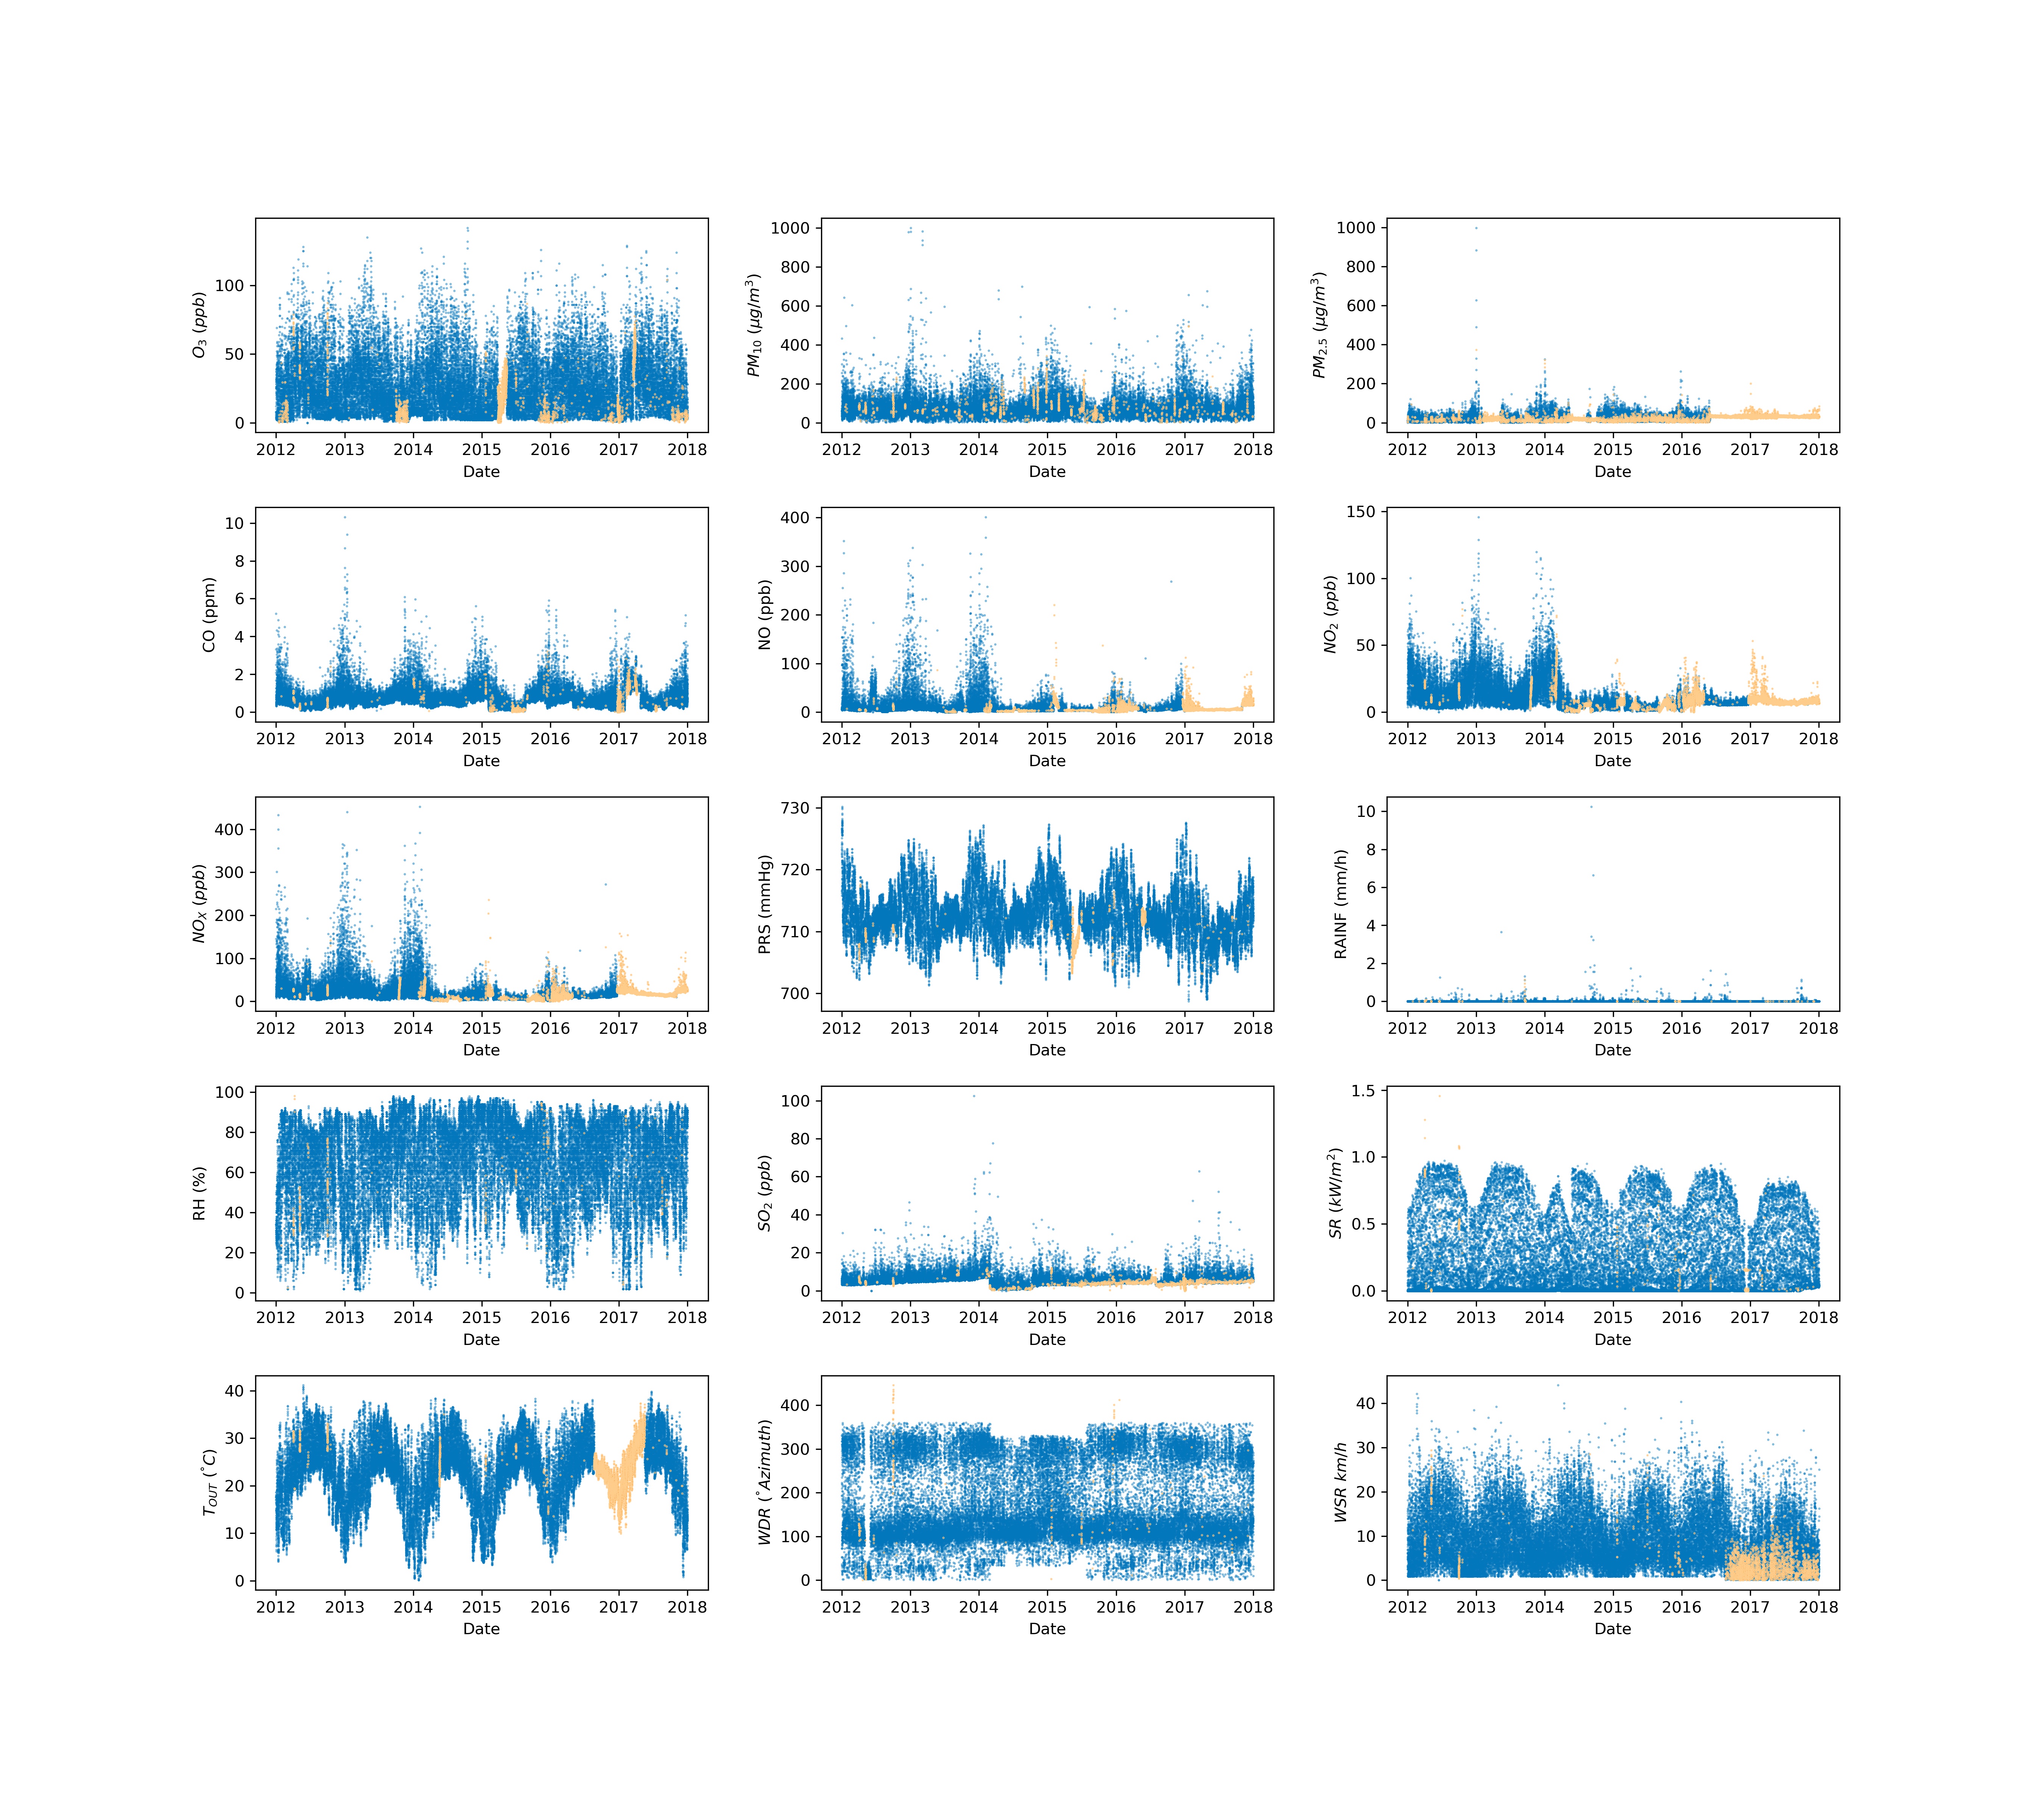 O3 (ppb)
100
50
0
2012 2013 2014 2015 2016 2017 2018
Date
PM10 (µg/m3)
1000
800
600
400
200
0
2012 2013 2014 2015 2016 2017 2018
Date
PM2.5 (µg/m3)
1000
800
600
400
200
0
2012 2013 2014 2015 2016 2017 2018
Date
CO (ppm)
10
8
6
4
2
0
2012 2013 2014 2015 2016 2017 2018
Date
NO (ppb)
400
300
200
100
0
2012 2013 2014 2015 2016 2017 2018
Date
NO2 (ppb)
150
100
50
0
2012 2013 2014 2015 2016 2017 2018
Date
NOX (ppb)
400
300
200
100
0
2012 2013 2014 2015 2016 2017 2018
Date
PRS (mmHg)
730
720
710
700
2012 2013 2014 2015 2016 2017 2018
Date
RAINF (mm/h)
10
8
6
4
2
0
2012 2013 2014 2015 2016 2017 2018
Date
RH (%)
100
80
60
40
20
0
2012 2013 2014 2015 2016 2017 2018
Date
SO2 (ppb)
100
80
60
40
20
0
2012 2013 2014 2015 2016 2017 2018
Date
SR (kW/m2)
1.5
1.0
0.5
0.0
2012 2013 2014 2015 2016 2017 2018
Date
TOUT (°C)
40
30
20
10
0
2012 2013 2014 2015 2016 2017 2018
Date
WDR (°Azimuth)
400
300
200
100
0
2012 2013 2014 2015 2016 2017 2018
Date
WSR km/h
40
30
20
10
0
2012 2013 2014 2015 2016 2017 2018
Date